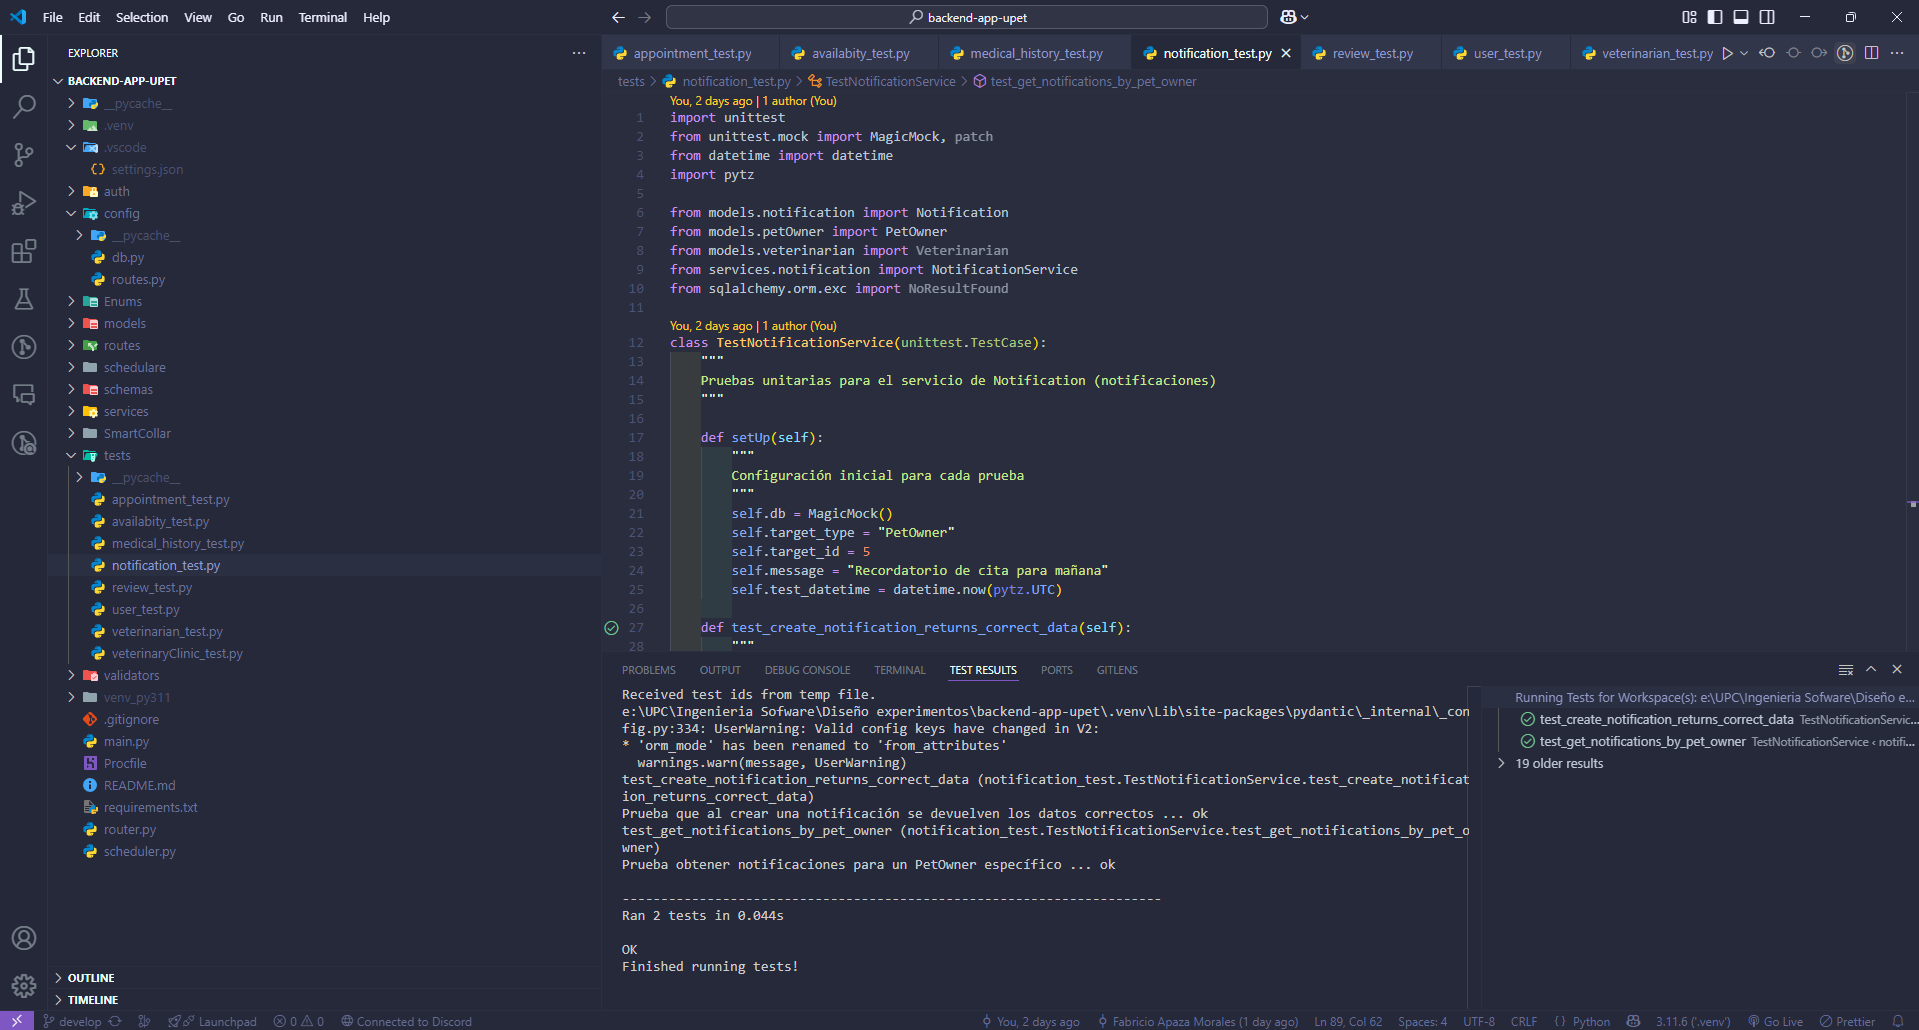 File Edit Selection View Go Run Terminal Help
backend-app-upet
EXPLORER
BACKEND-APP-UPET
__pycache__
.venv
.vscode
settings.json
auth
config
__pycache__
db.py
routes.py
Enums
models
routes
schedulare
schemas
services
SmartCollar
tests
__pycache__
appointment_test.py
availabity_test.py
medical_history_test.py
notification_test.py
review_test.py
user_test.py
veterinarian_test.py
veterinaryClinic_test.py
validators
venv_py311
.gitignore
main.py
Procfile
README.md
requirements.txt
router.py
scheduler.py
OUTLINE
TIMELINE
appointment_test.py availabity_test.py medical_history_test.py notification_test.py review_test.py user_test.py veterinarian_test.py
tests > notification_test.py > TestNotificationService > test_get_notifications_by_pet_owner
You, 2 days ago | 1 author (You)
1 import unittest
2 from unittest.mock import MagicMock, patch
3 from datetime import datetime
4 import pytz
5
6 from models.notification import Notification
7 from models.petOwner import PetOwner
8 from models.veterinarian import Veterinarian
9 from services.notification import NotificationService
10 from sqlalchemy.orm.exc import NoResultFound
11
You, 2 days ago | 1 author (You)
12 class TestNotificationService(unittest.TestCase):
13 """
14 Pruebas unitarias para el servicio de Notification (notificaciones)
15 """
16
17 def setUp(self):
18 """
19 Configuración inicial para cada prueba
20 """
21 self.db = MagicMock()
22 self.target_type = "PetOwner"
23 self.target_id = 5
24 self.message = "Recordatorio de cita para mañana"
25 self.test_datetime = datetime.now(pytz.UTC)
26
27 def test_create_notification_returns_correct_data(self):
28 """
PROBLEMS OUTPUT DEBUG CONSOLE TERMINAL TEST RESULTS PORTS GITLENS
Received test ids from temp file.
e:\UPC\Ingenieria Sofware\Diseño experimentos\backend-app-upet\.venv\Lib\site-packages\pydantic\_internal\_con
fig.py:334: UserWarning: Valid config keys have changed in V2:
* 'orm_mode' has been renamed to 'from_attributes'
warnings.warn(message, UserWarning)
test_create_notification_returns_correct_data (notification_test.TestNotificationService.test_create_notificat
ion_returns_correct_data)
Prueba que al crear una notificación se devuelven los datos correctos ... ok
test_get_notifications_by_pet_owner (notification_test.TestNotificationService.test_get_notifications_by_pet_o
wner)
Prueba obtener notificaciones para un PetOwner específico ... ok
----------------------------------------------------------------------
Ran 2 tests in 0.044s
OK
Finished running tests!
Running Tests for Workspace(s): e:\UPC\Ingenieria Sofware\Diseño e...
test_create_notification_returns_correct_data TestNotificationServic...
test_get_notifications_by_pet_owner TestNotificationService ‹ notifi...
19 older results
develop Launchpad 0 0 Connected to Discord You, 2 days ago Fabricio Apaza Morales (1 day ago) Ln 89, Col 62 Spaces: 4 UTF-8 CRLF Python 3.11.6 ('.venv') Go Live Prettier